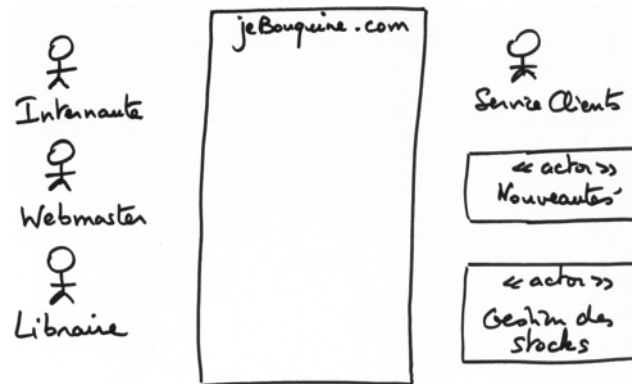 jeBouquine.com
Internaute
Webmaster
Libraire
Service Clients
<< actor >>
Nouveautés
<< actor >>
Gestion des
stocks